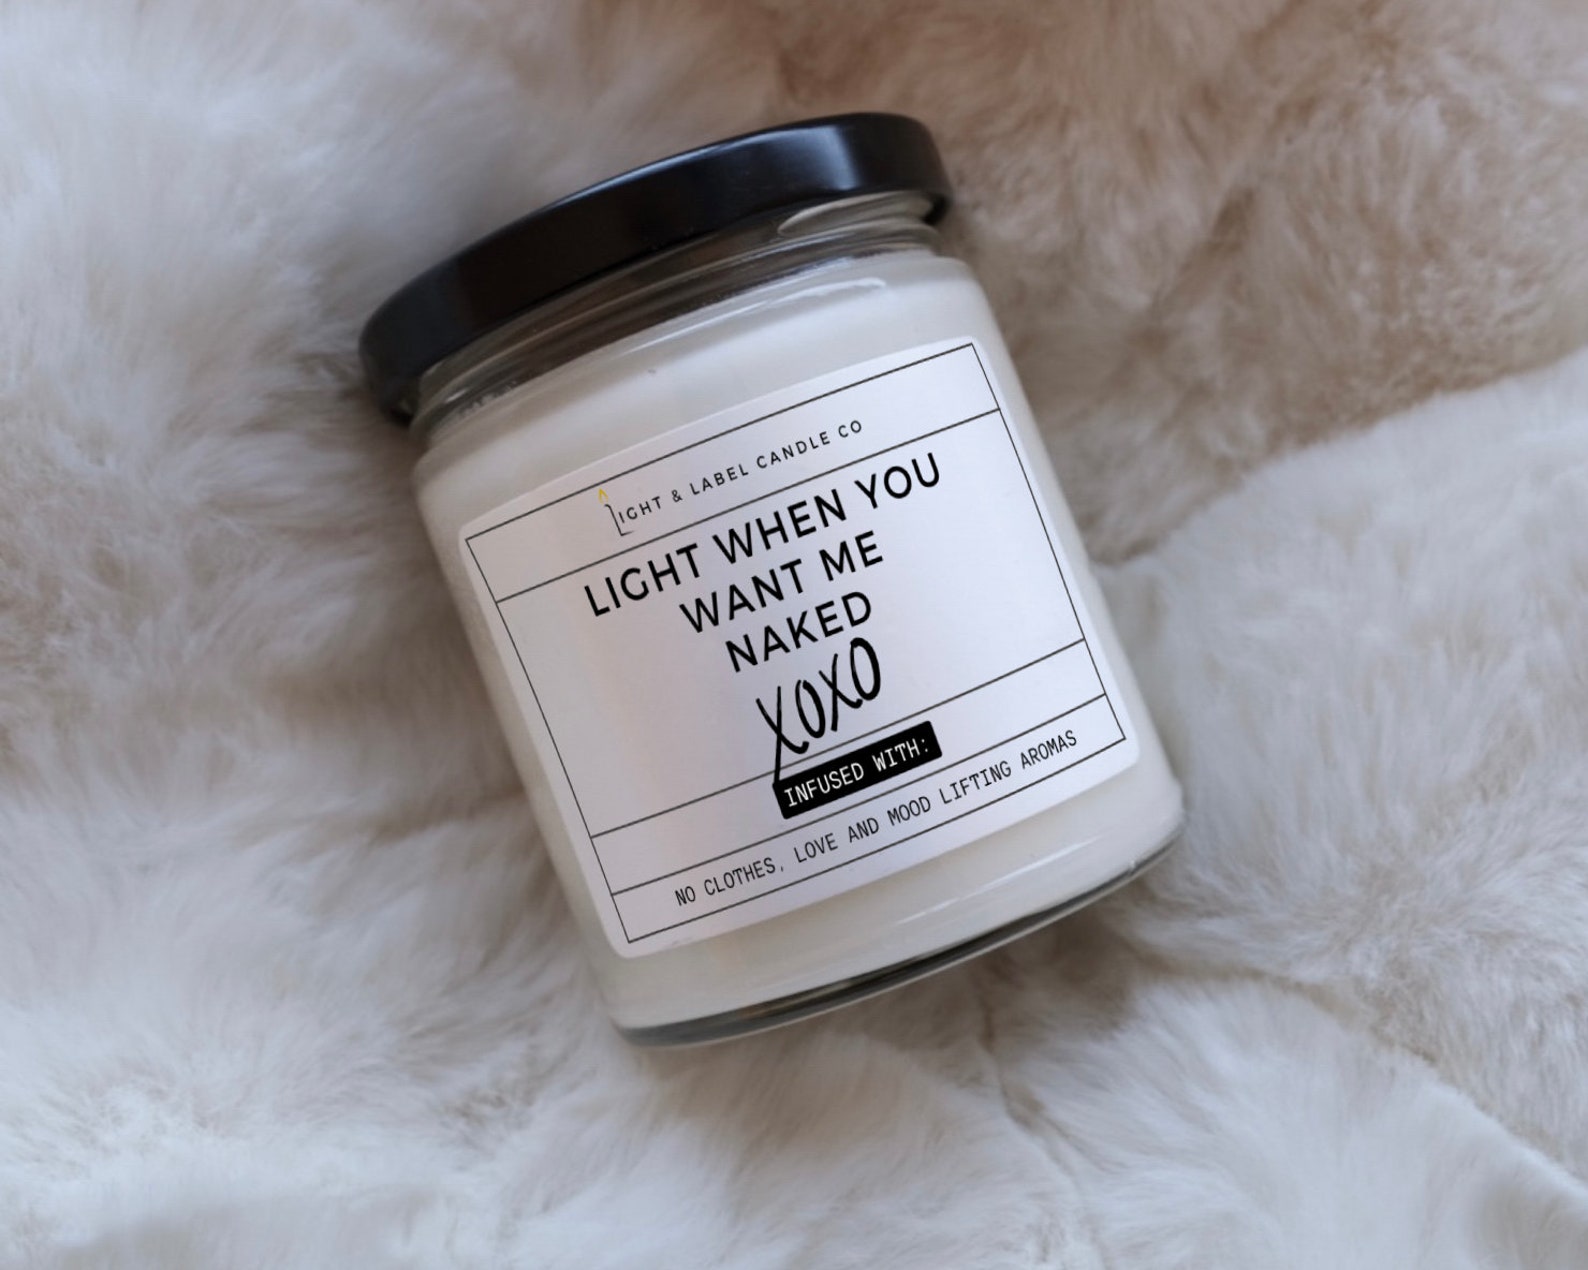 LIGHT & LABEL CANDLE CO
LIGHT WHEN YOU
WANT ME
NAKED
XOXO
INFUSED WITH:
NO CLOTHES, LOVE AND MOOD LIFTING AROMAS